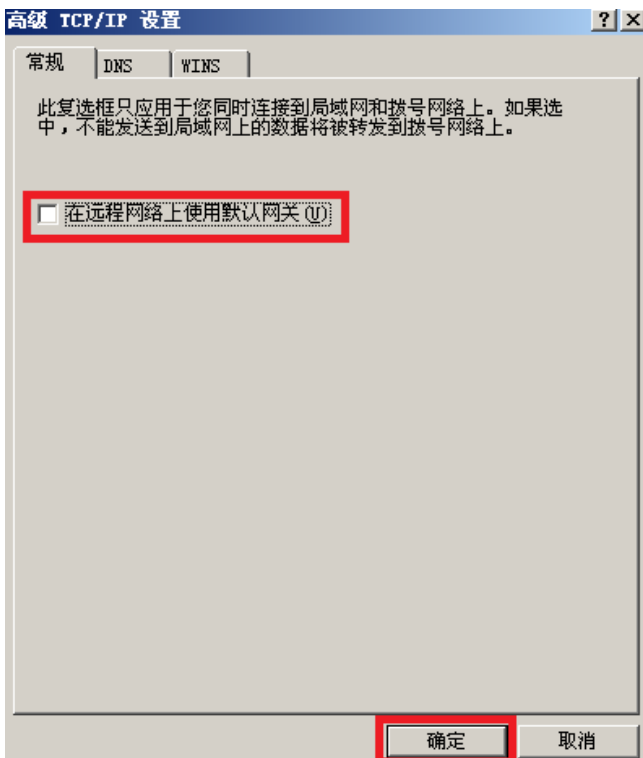 高级 TCP/IP 设置
常规 DNS WINS
此复选框只应用于您同时连接到局域网和拨号网络上。如果选
中，不能发送到局域网上的数据将被转发到拨号网络上。
在远程网络上使用默认网关(U)
确定 取消